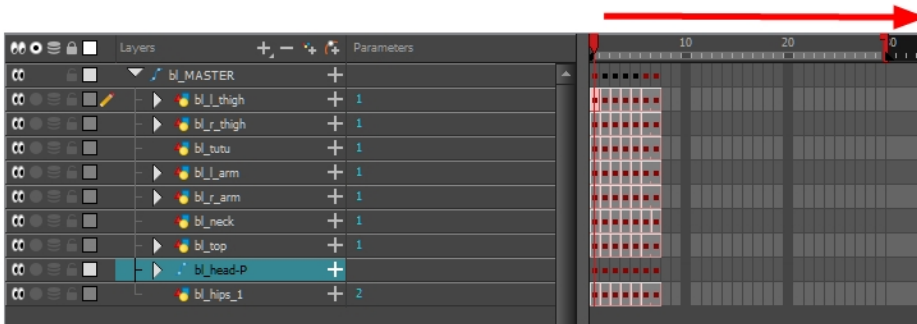 Layers Parameters 10 20 0
bl_MASTER
bl_l_thigh 1
bl_r_thigh 1
bl_tutu 1
bl_l_arm 1
bl_r_arm 1
bl_neck 1
bl_top 1
bl_head-P
bl_hips_1 2